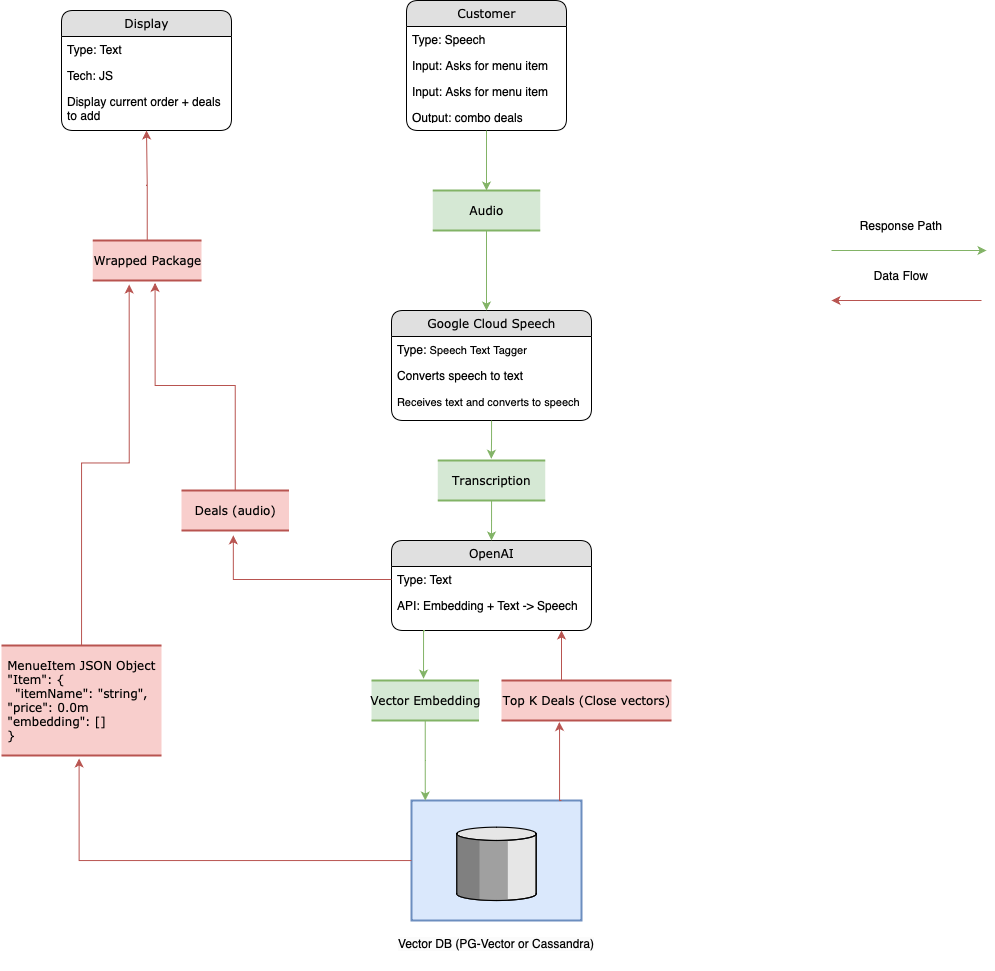 Display
Type: Text
Tech: JS
Display current order + deals
to add
Customer
Type: Speech
Input: Asks for menu item
Input: Asks for menu item
Output: combo deals
Audio
Response Path
Data Flow
Wrapped Package
Google Cloud Speech
Type: Speech Text Tagger
Converts speech to text
Receives text and converts to speech
Transcription
Deals (audio)
OpenAI
Type: Text
API: Embedding + Text -> Speech
MenueItem JSON Object
"Item": {
"itemName": "string",
"price": 0.0m
"embedding": []
}
Vector Embedding
Top K Deals (Close vectors)
Vector DB (PG-Vector or Cassandra)